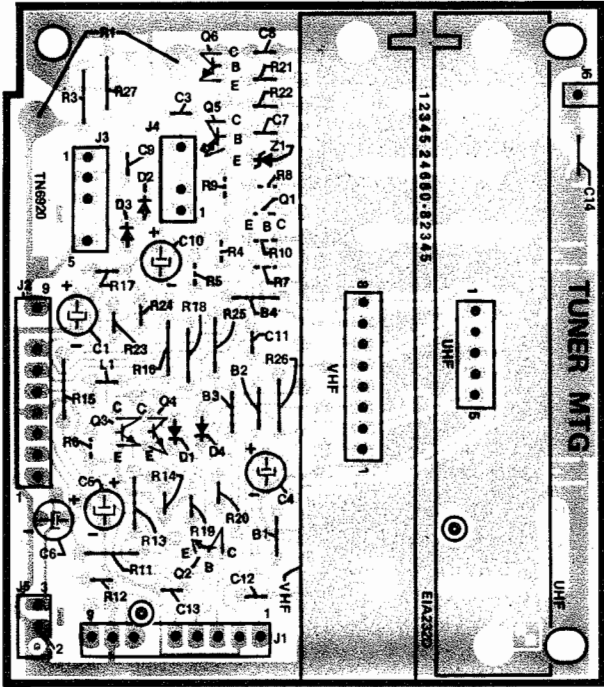 R1
Q6
C8
C
B
E
R21
J6
R3
R27
C3
R22
Q5
C
B
E
C7
Z1
J3
1
5
J4
4
1
C9
D2
D3
TN6920
R9
R8
Q1
E B C
C14
+
C10
-
R4
R10
R5
R7
R17
J2
9
1
+
C1
-
R24
R23
R16
R18
R25
B4
C11
R26
12345-24680-82345
8
VHF
1
1
UHF
5
TUNER MTG
L1
R15
B3
B2
Q3
C
C
Q4
E
E
R6
D1
D4
C5
+
-
R14
R13
R19
R20
+
C4
-
+
C6
-
E
C
B
Q2
B1
VHF
R11
R12
C13
C12
3
2
9
1
J1
EIA2320
UHF